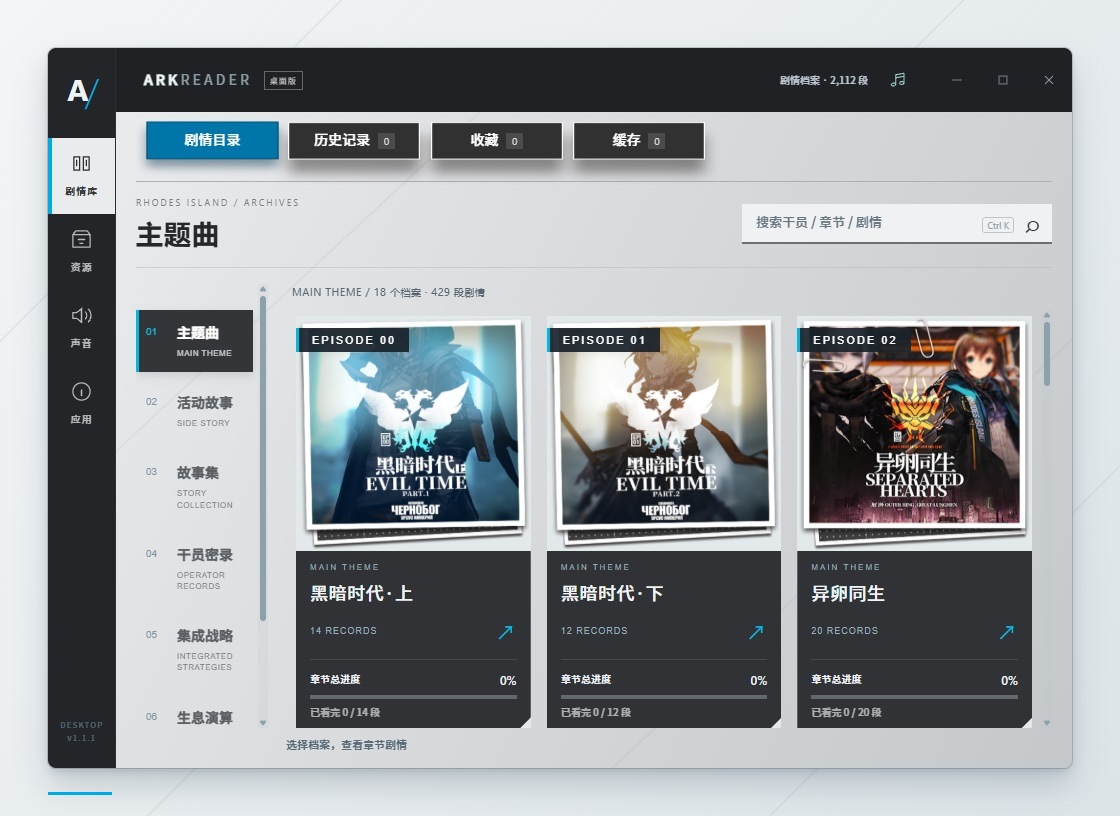 A/
ARKREADER 桌面版
剧情档案 · 2,112 段
剧情目录
历史记录 0
收藏 0
缓存 0
剧情库
资源
声音
应用
DESKTOP
v1.1.1
RHODES ISLAND / ARCHIVES
主题曲
搜索干员 / 章节 / 剧情 Ctrl K
01 主题曲
MAIN THEME
02 活动故事
SIDE STORY
03 故事集
STORY
COLLECTION
04 干员密录
OPERATOR
RECORDS
05 集成战略
INTEGRATED
STRATEGIES
06 生息演算
MAIN THEME / 18 个档案 · 429 段剧情
EPISODE 00
黑暗时代上
EVIL TIME
PART.1
ЧЕРНОБОГ
MAIN THEME
黑暗时代·上
14 RECORDS
章节总进度 0%
已看完 0 / 14 段
EPISODE 01
黑暗时代下
EVIL TIME
PART.2
ЧЕРНОБОГ
MAIN THEME
黑暗时代·下
12 RECORDS
章节总进度 0%
已看完 0 / 12 段
EPISODE 02
异卵同生
SEPARATED
HEARTS
MAIN THEME
异卵同生
20 RECORDS
章节总进度 0%
已看完 0 / 20 段
选择档案，查看章节剧情